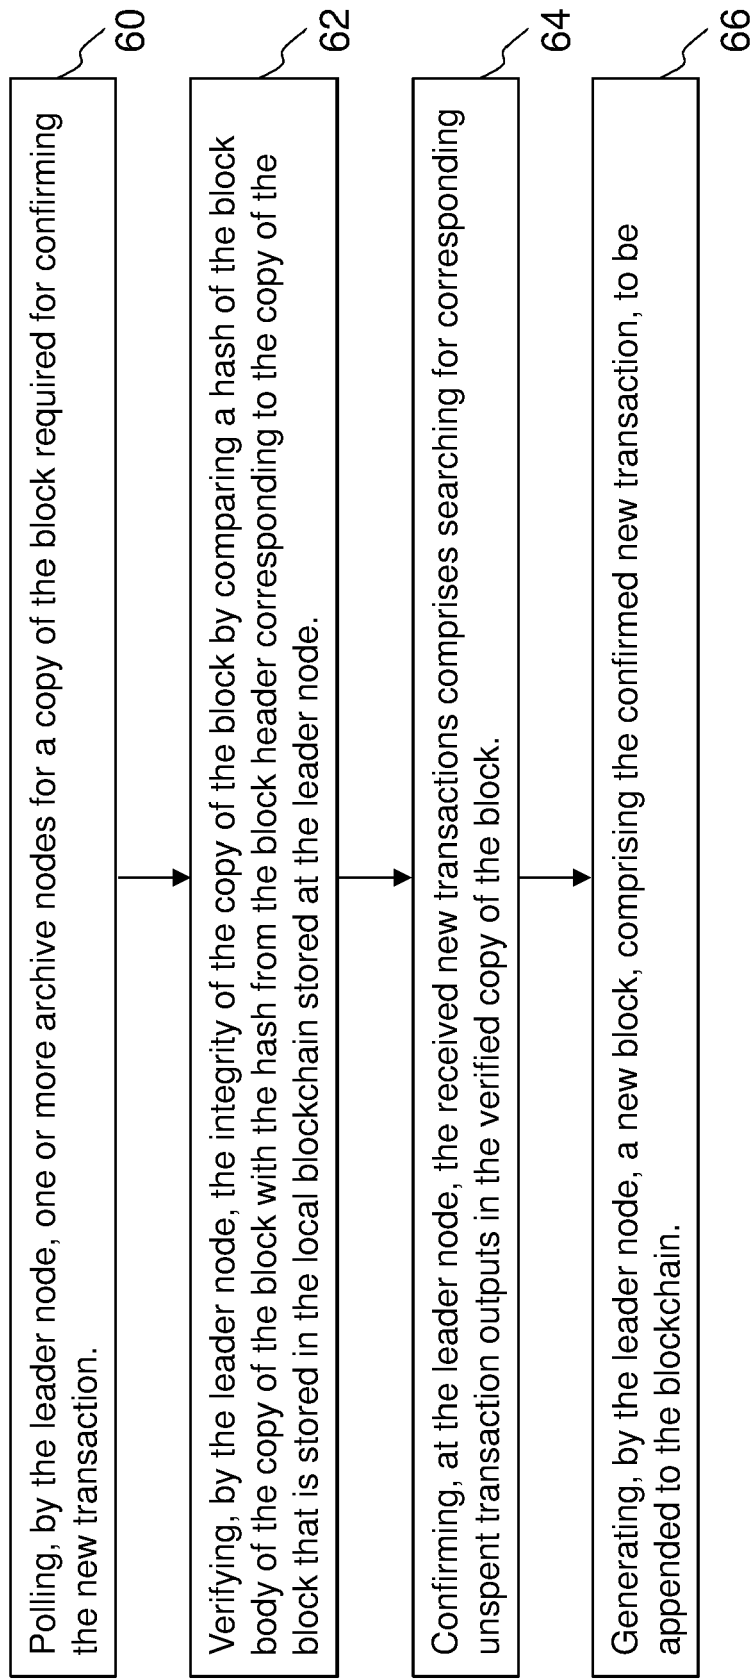 Polling, by the leader node, one or more archive nodes for a copy of the block required for confirming
the new transaction.
60
Verifying, by the leader node, the integrity of the copy of the block by comparing a hash of the block
body of the copy of the block with the hash from the block header corresponding to the copy of the
block that is stored in the local blockchain stored at the leader node.
62
Confirming, at the leader node, the received new transactions comprises searching for corresponding
unspent transaction outputs in the verified copy of the block.
64
Generating, by the leader node, a new block, comprising the confirmed new transaction, to be
appended to the blockchain.
66